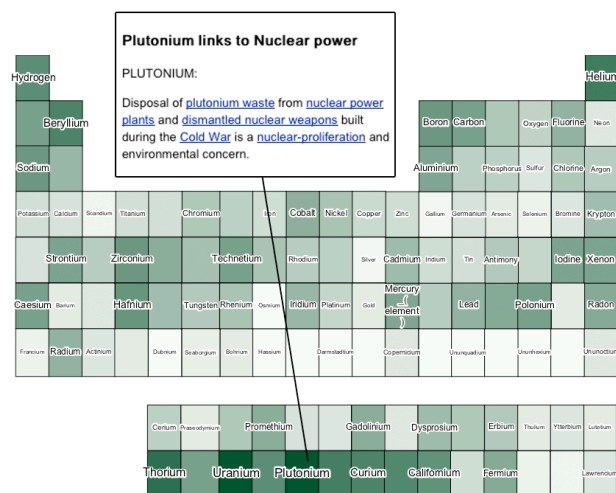 Plutonium links to Nuclear power
PLUTONIUM:
Disposal of plutonium waste from nuclear power
plants and dismantled nuclear weapons built
during the Cold War is a nuclear-proliferation and
environmental concern.
Hydrogen Helium
Beryllium Boron Carbon Oxygen Fluorine Neon
Sodium Aluminium Phosphorus Sulfur Chlorine Argon
Potassium Calcium Scandium Titanium Chromium Iron Cobalt Nickel Copper Zinc Gallium Germanium Arsenic Selenium Bromine Krypton
Strontium Zirconium Technetium Rhodium Silver Cadmium Indium Tin Antimony Iodine Xenon
Caesium Barium Hafnium Tungsten Rhenium Osmium Iridium Platinum Gold Mercury_(element) Lead Polonium Radon
Francium Radium Actinium Dubnium Seaborgium Bohrium Hassium Darmstadtium Copernicium Ununquadium Ununhexium Ununoctium
Cerium Praseodymium Promethium Gadolinium Dysprosium Erbium Thulium Ytterbium Lutetium
Thorium Uranium Plutonium Curium Californium Fermium Lawrencium